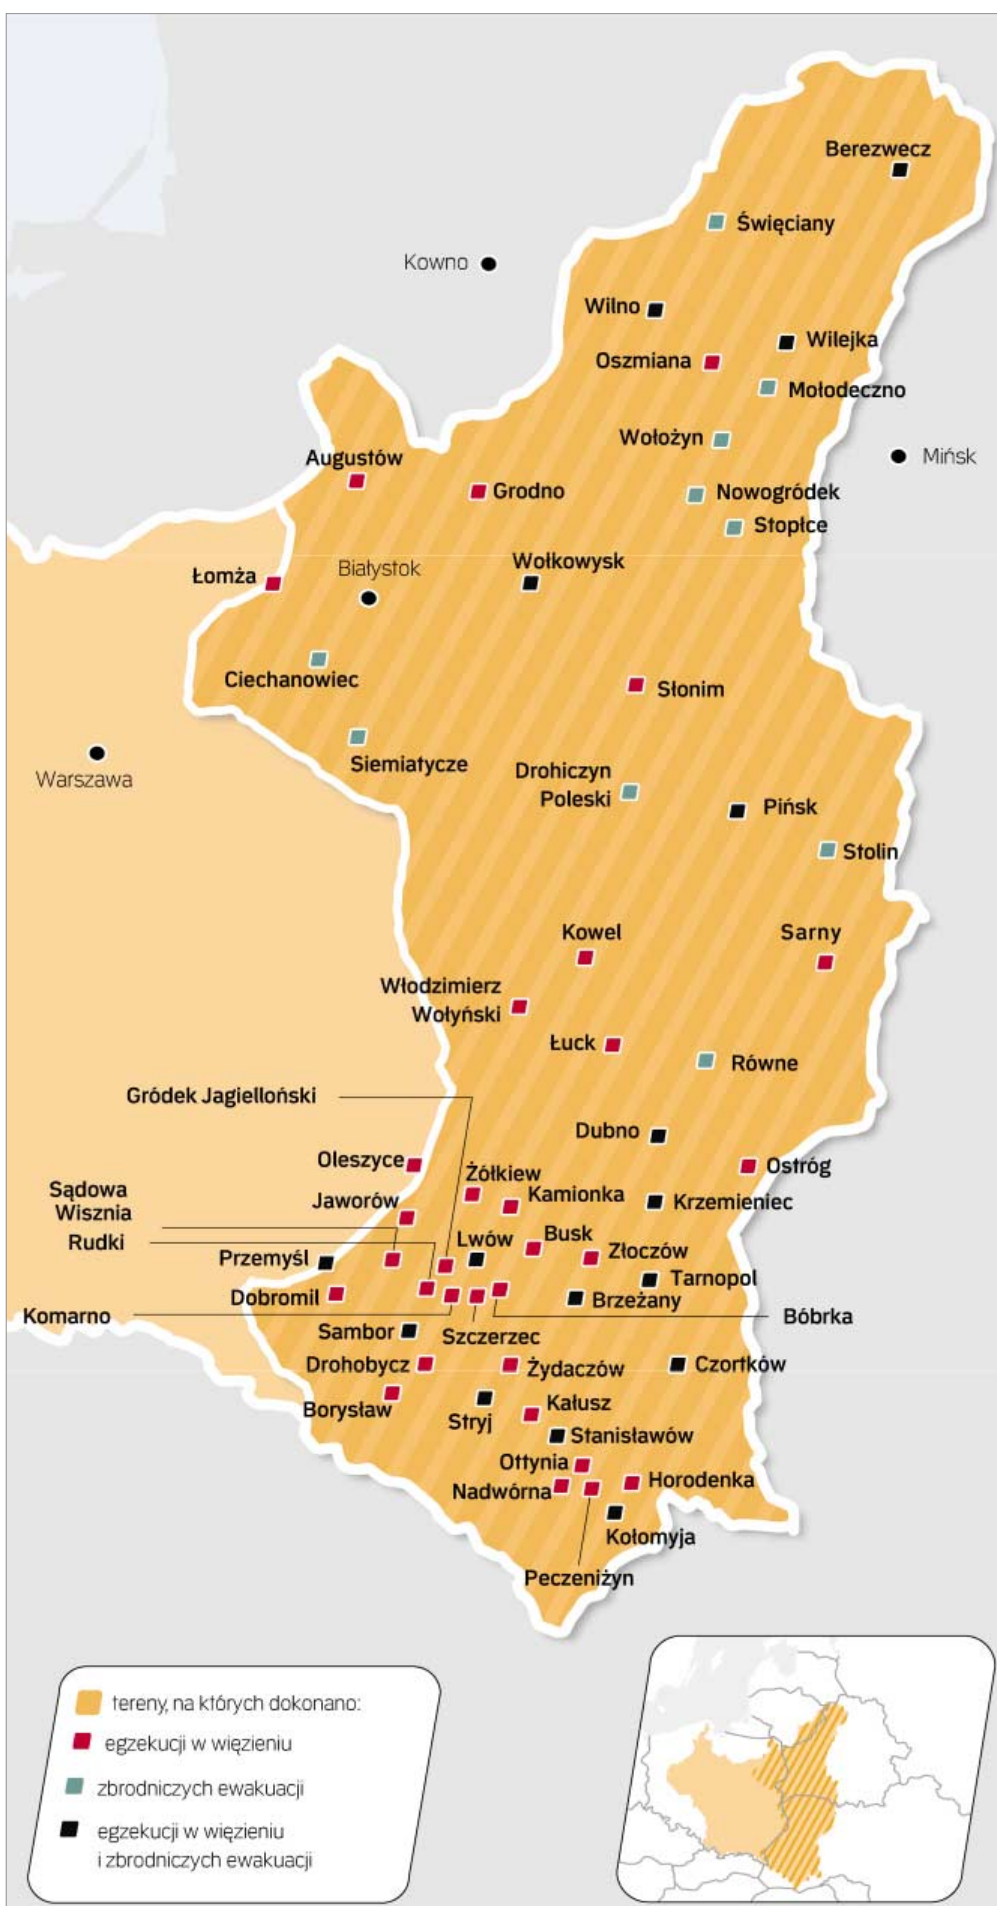 Berezwecz
Święciany
Kowno
Wilno
Wilejka
Oszmiana
Mołodeczno
Wołożyn
Mińsk
Augustów
Grodno
Nowogródek
Stopłce
Wołkowysk
Białystok
Łomża
Ciechanowiec
Słonim
Siemiatycze
Warszawa
Drohiczyn
Poleski
Pińsk
Stolin
Kowel
Sarny
Włodzimierz
Wołyński
Łuck
Równe
Gródek Jagielloński
Dubno
Oleszyce
Ostróg
Żółkiew
Kamionka
Krzemieniec
Sądowa
Wisznia
Jaworów
Rudki
Lwów
Busk
Złoczów
Przemyśl
Tarnopol
Dobromil
Brzeżany
Komarno
Bóbrka
Sambor
Szczerzec
Drohobycz
Żydaczów
Czortków
Borysław
Stryj
Kałusz
Stanisławów
Ottynia
Nadwórna
Horodenka
Kołomyja
Peczeniżyn
tereny, na których dokonano:
egzekucji w więzieniu
zbrodniczych ewakuacji
egzekucji w więzieniu
i zbrodniczych ewakuacji